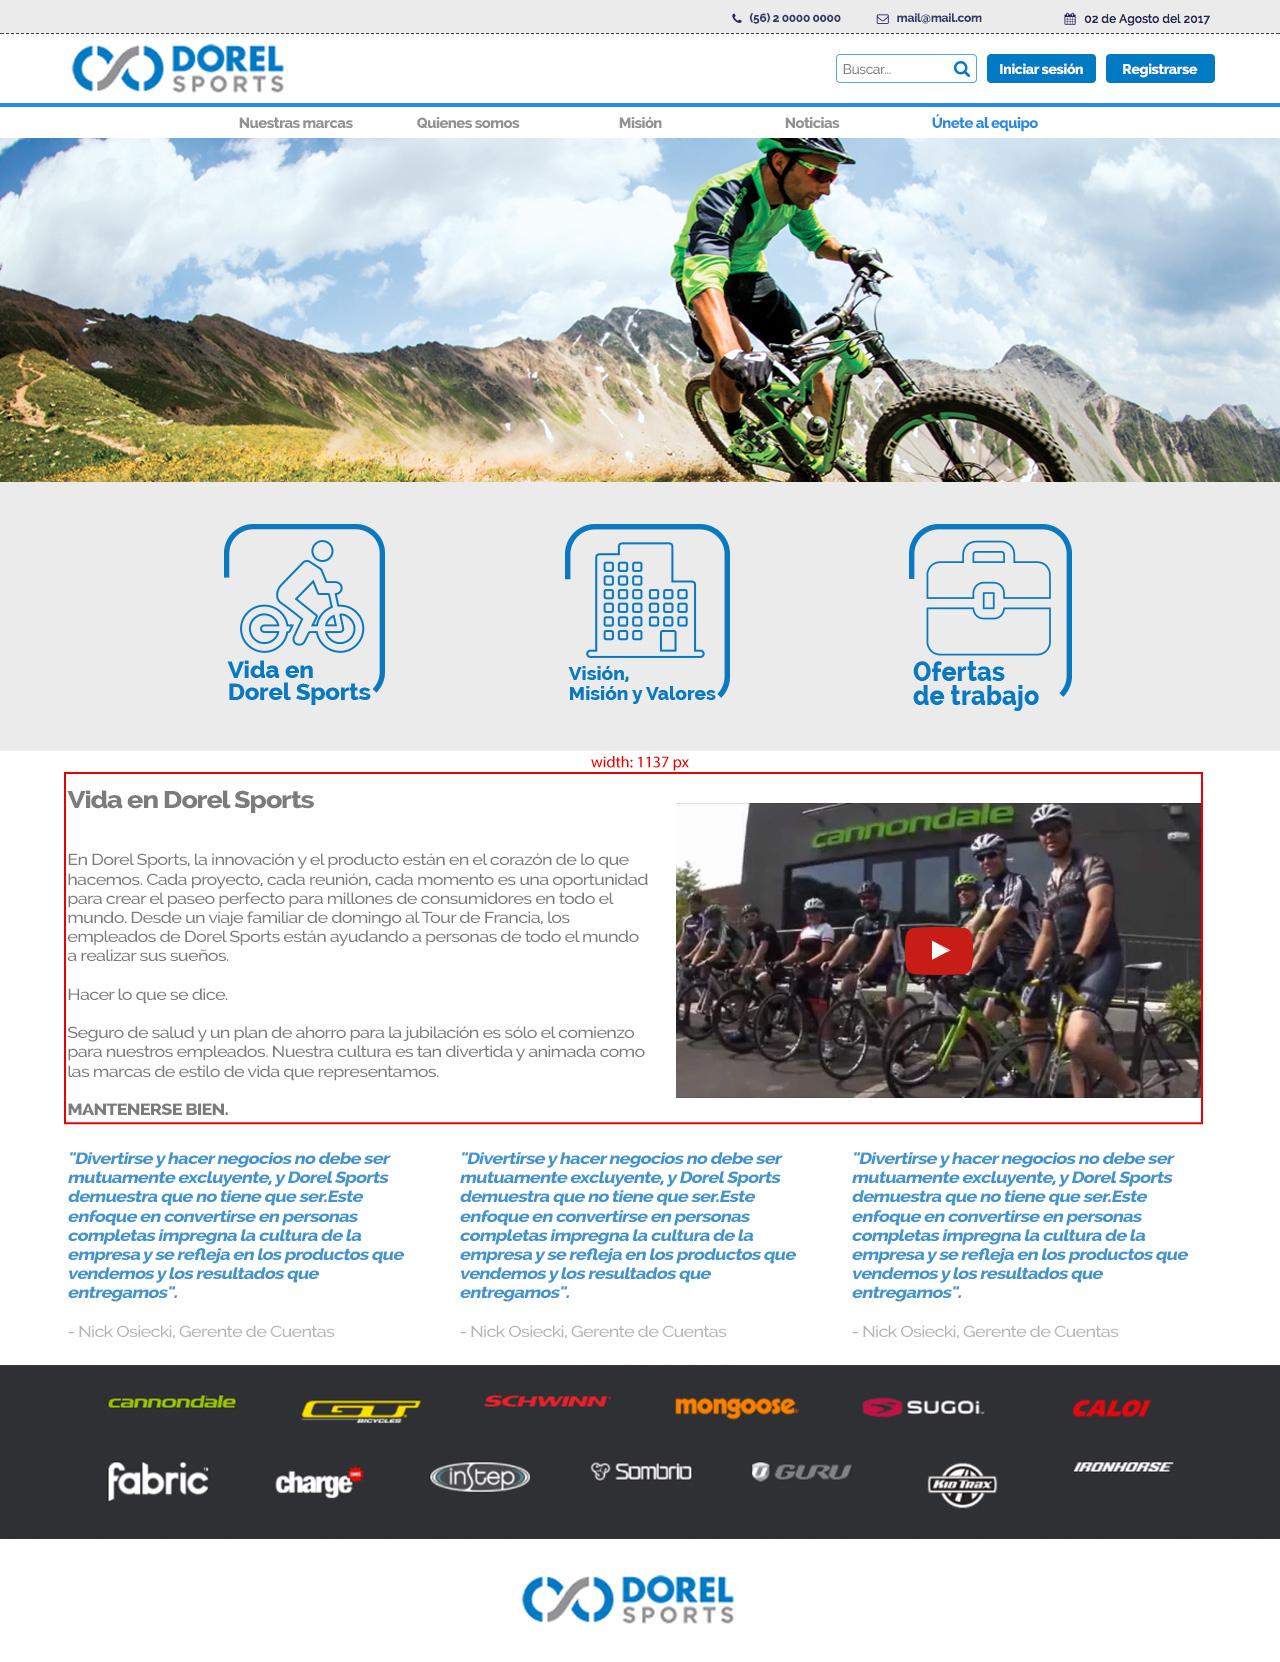 (56) 2 0000 0000
mail@mail.com
02 de Agosto del 2017
DOREL
SPORTS
Buscar...
Iniciar sesión
Registrarse
Nuestras marcas
Quienes somos
Misión
Noticias
Únete al equipo
Vida en
Dorel Sports
Visión,
Misión y Valores
Ofertas
de trabajo
width: 1137 px
Vida en Dorel Sports
En Dorel Sports, la innovación y el producto están en el corazón de lo que
hacemos. Cada proyecto, cada reunión, cada momento es una oportunidad
para crear el paseo perfecto para millones de consumidores en todo el
mundo. Desde un viaje familiar de domingo al Tour de Francia, los
empleados de Dorel Sports están ayudando a personas de todo el mundo
a realizar sus sueños.
Hacer lo que se dice.
Seguro de salud y un plan de ahorro para la jubilación es sólo el comienzo
para nuestros empleados. Nuestra cultura es tan divertida y animada como
las marcas de estilo de vida que representamos.
MANTENERSE BIEN.
cannondale
"Divertirse y hacer negocios no debe ser
mutuamente excluyente, y Dorel Sports
demuestra que no tiene que ser.Este
enfoque en convertirse en personas
completas impregna la cultura de la
empresa y se refleja en los productos que
vendemos y los resultados que
entregamos".
- Nick Osiecki, Gerente de Cuentas
"Divertirse y hacer negocios no debe ser
mutuamente excluyente, y Dorel Sports
demuestra que no tiene que ser.Este
enfoque en convertirse en personas
completas impregna la cultura de la
empresa y se refleja en los productos que
vendemos y los resultados que
entregamos".
- Nick Osiecki, Gerente de Cuentas
"Divertirse y hacer negocios no debe ser
mutuamente excluyente, y Dorel Sports
demuestra que no tiene que ser.Este
enfoque en convertirse en personas
completas impregna la cultura de la
empresa y se refleja en los productos que
vendemos y los resultados que
entregamos".
- Nick Osiecki, Gerente de Cuentas
cannondale
GT
BICYCLES
SCHWINN
mongoose
SUGOi
CALOI
fabric
charge
inStep
Sombrio
GURU
KidTrax
IRONHORSE
DOREL
SPORTS